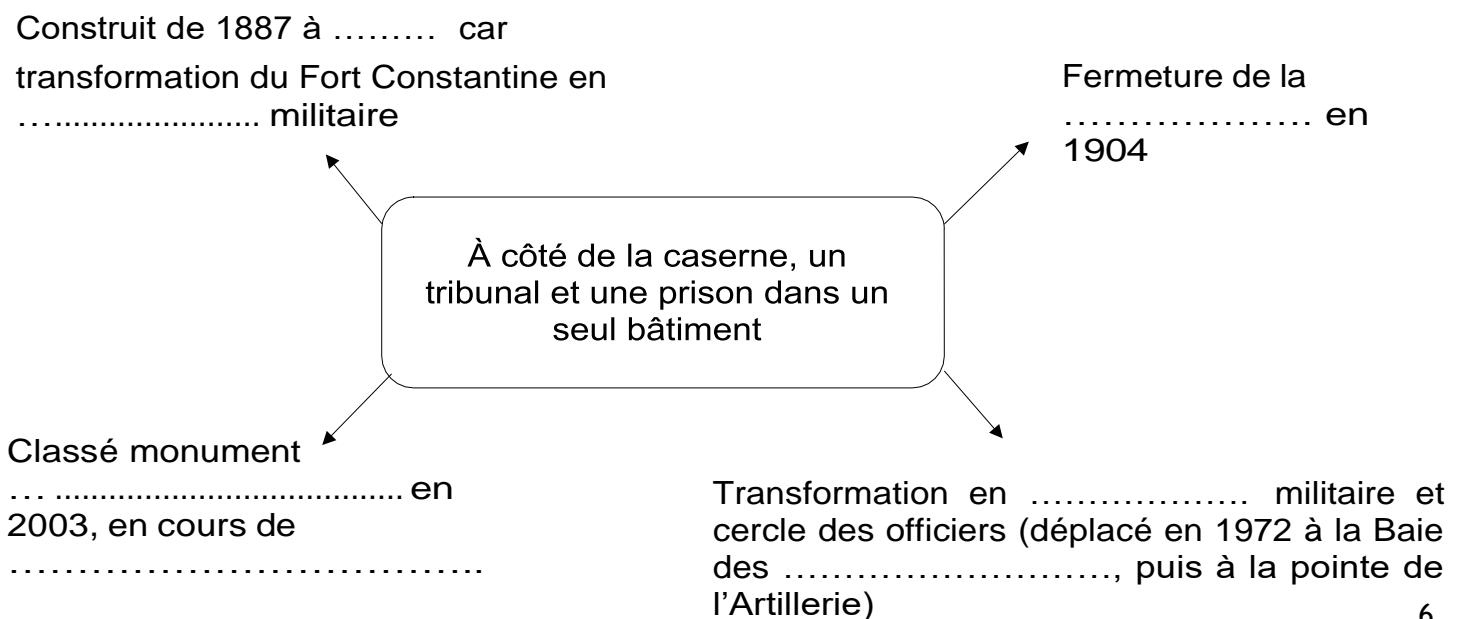 Construit de 1887 à ……… car
transformation du Fort Constantine en
…....................... militaire
Fermeture de la
………………. en
1904
À côté de la caserne, un
tribunal et une prison dans un
seul bâtiment
Classé monument
… ....................................... en
2003, en cours de
…………………………….
Transformation en ………………. militaire et
cercle des officiers (déplacé en 1972 à la Baie
des ………………………, puis à la pointe de
l'Artillerie)
6